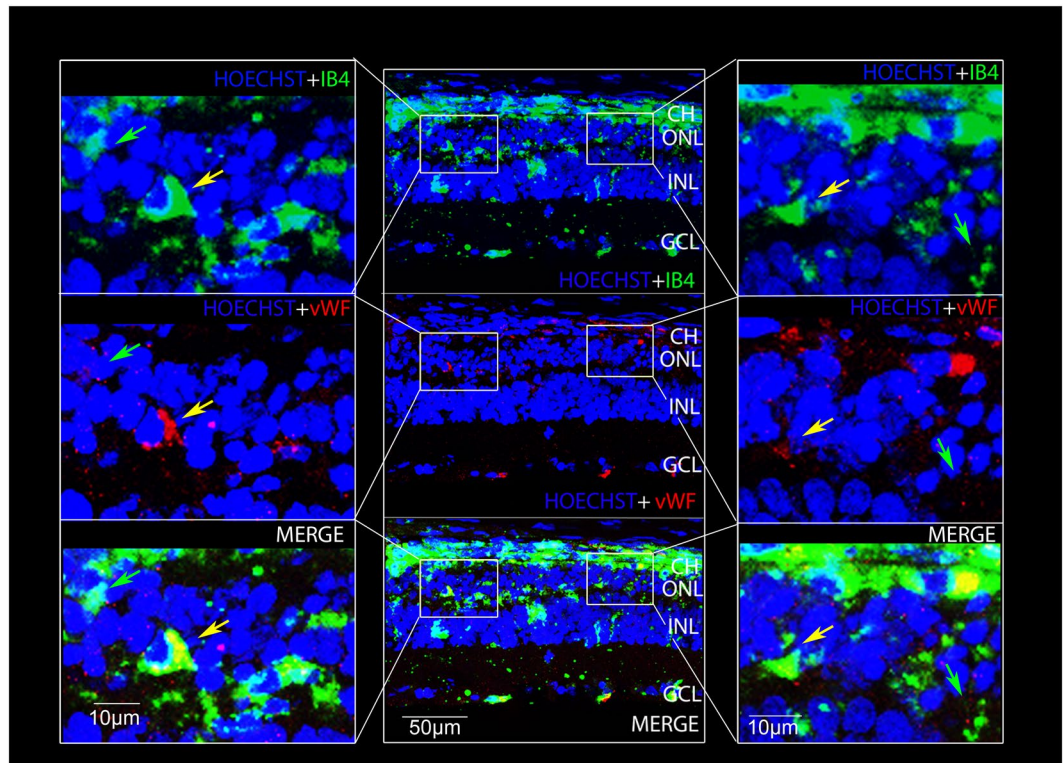 HOECHST+IB4
HOECHST+vWF
MERGE
10µm
CH
ONL
INL
GCL
HOECHST+IB4
CH
ONL
INL
GCL
HOECHST+ vWF
CH
ONL
INL
GCL
50µm
MERGE
HOECHST+IB4
HOECHST+vWF
MERGE
10µm